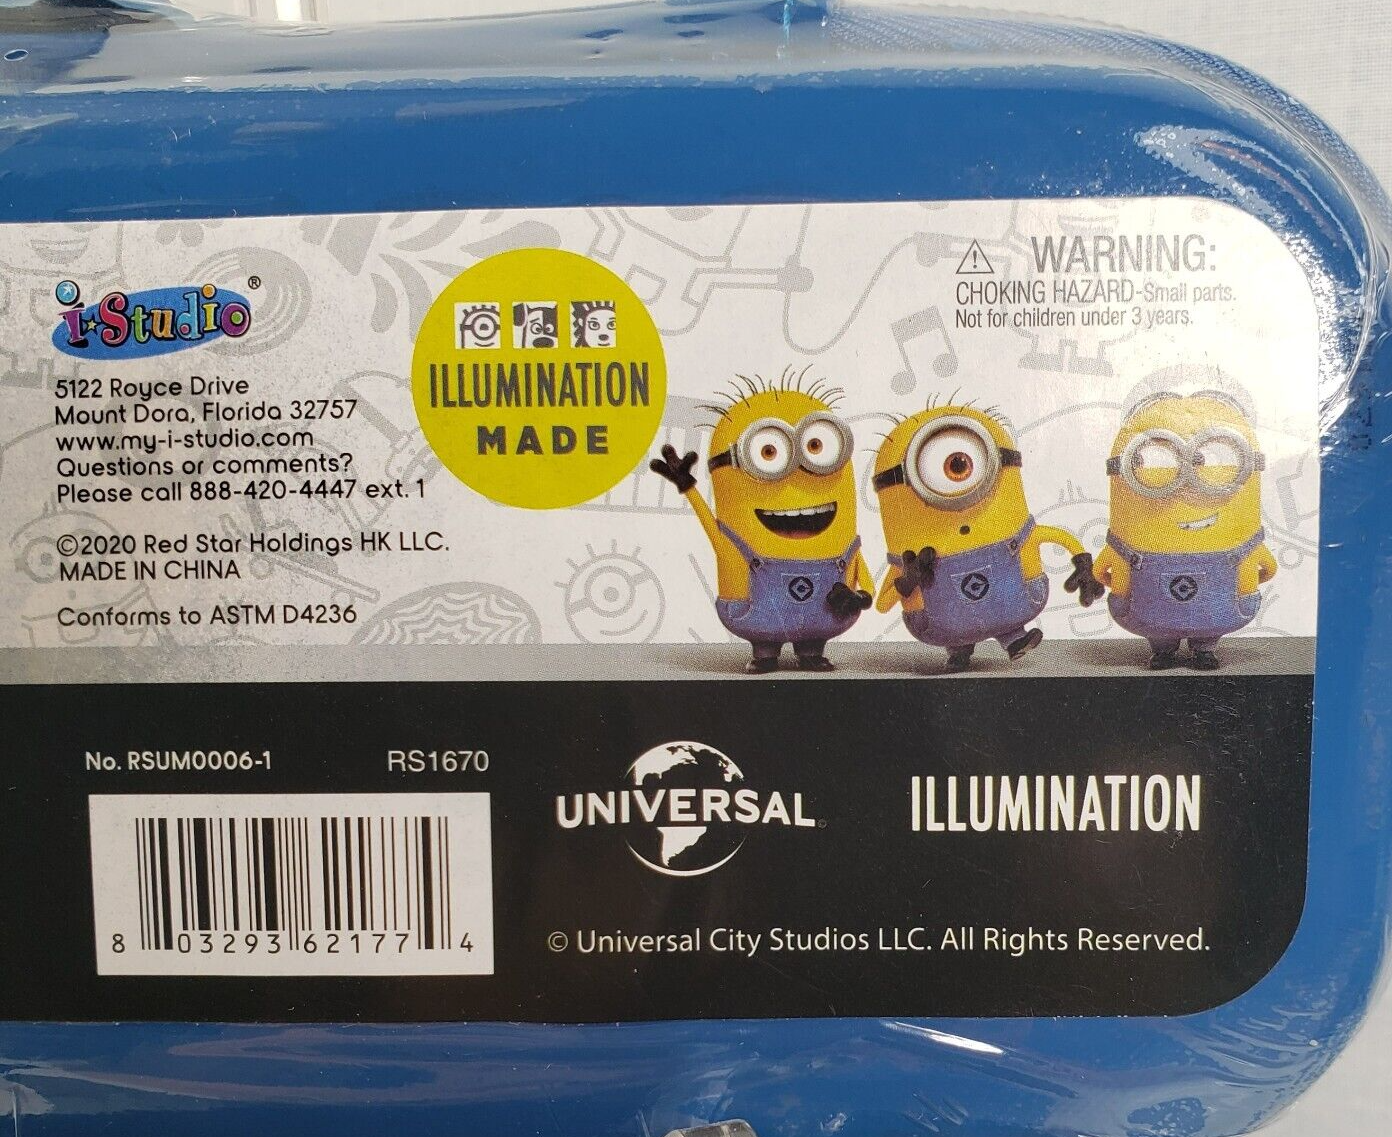 i-Studio®
5122 Royce Drive
Mount Dora, Florida 32757
www.my-i-studio.com
Questions or comments?
Please call 888-420-4447 ext. 1
©2020 Red Star Holdings HK LLC.
MADE IN CHINA
Conforms to ASTM D4236
ILLUMINATION
MADE
WARNING:
CHOKING HAZARD-Small parts.
Not for children under 3 years.
No. RSUM0006-1
RS1670
8 03293 62177 4
UNIVERSAL
ILLUMINATION
© Universal City Studios LLC. All Rights Reserved.